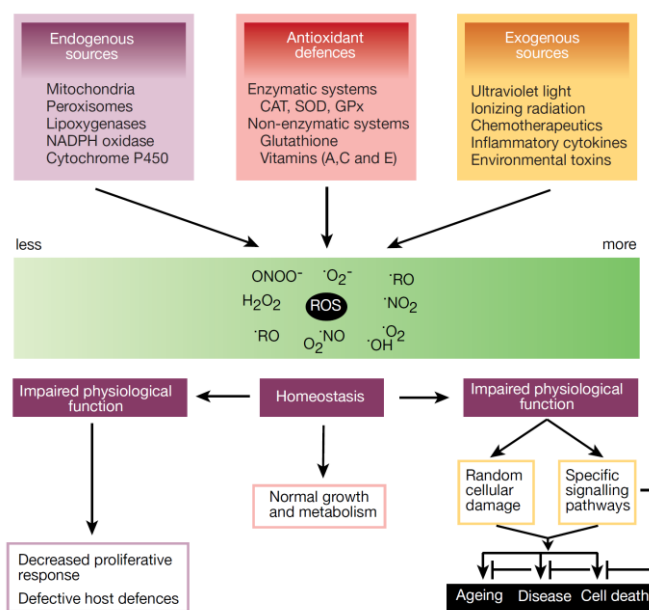 Endogenous
sources
Mitochondria
Peroxisomes
Lipoxygenases
NADPH oxidase
Cytochrome P450
Antioxidant
defences
Enzymatic systems
CAT, SOD, GPx
Non-enzymatic systems
Glutathione
Vitamins (A,C and E)
Exogenous
sources
Ultraviolet light
Ionizing radiation
Chemotherapeutics
Inflammatory cytokines
Environmental toxins
less
more
ONOO⁻
·O₂⁻
·RO
H₂O₂
ROS
·NO₂
·RO
O₂
·NO
·OH
·O₂
Impaired physiological
function
Homeostasis
Impaired physiological
function
Normal growth
and metabolism
Random
cellular
damage
Specific
signalling
pathways
Decreased proliferative
response
Defective host defences
Ageing
Disease
Cell death